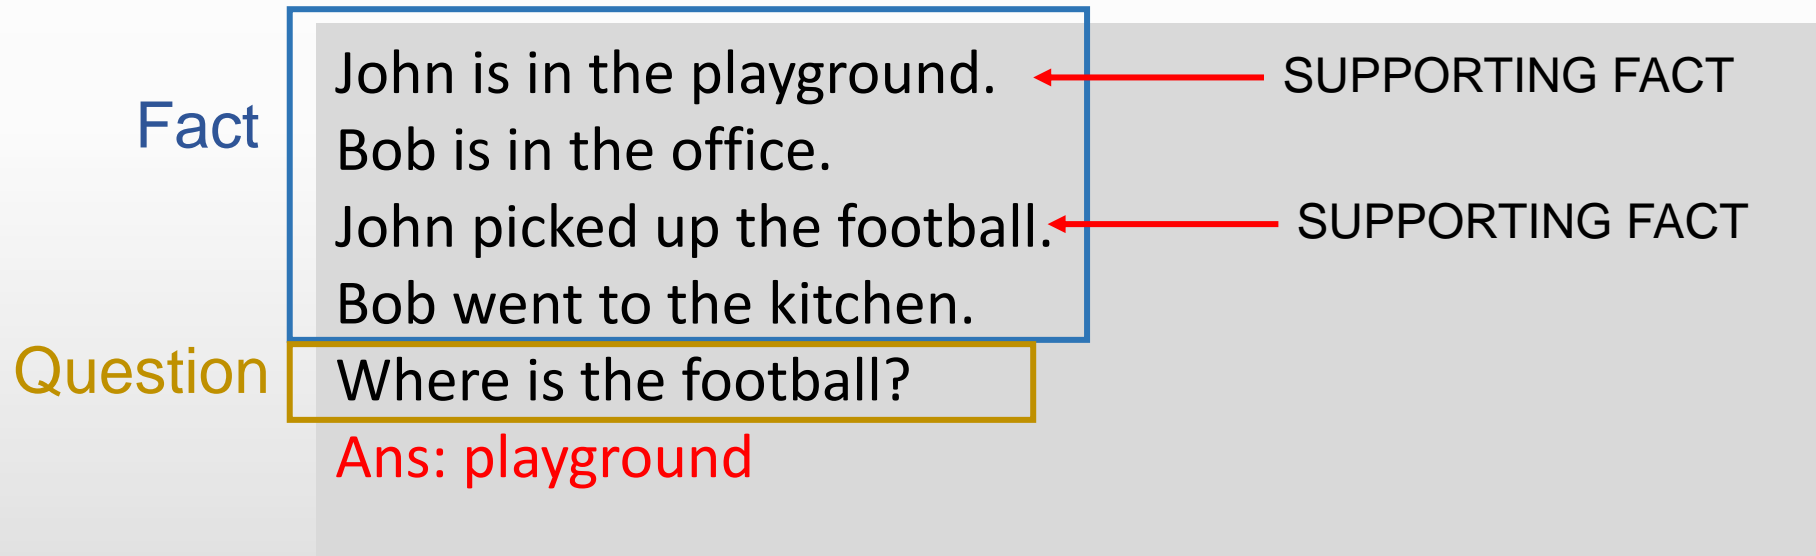 John is in the playground.
SUPPORTING FACT
Fact
Bob is in the office.
John picked up the football.
SUPPORTING FACT
Bob went to the kitchen.
Question
Where is the football?
Ans: playground